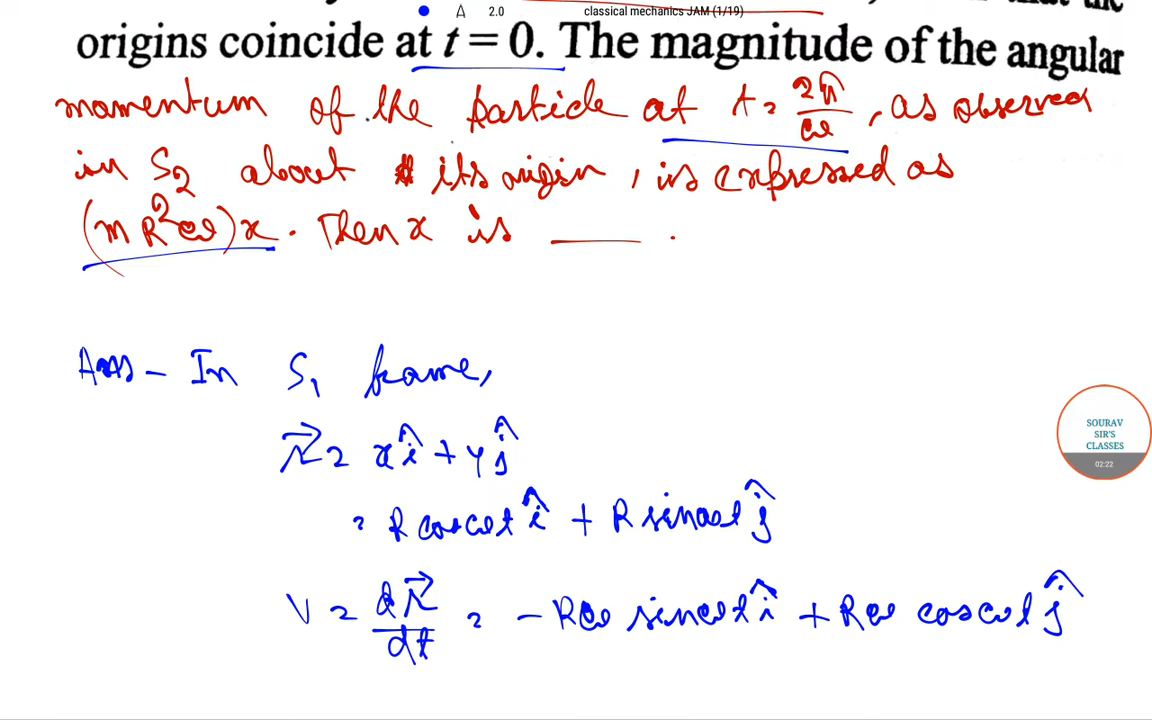 A 2.0 classical mechanics JAM (1/19)
origins coincide at t = 0. The magnitude of the angular
momentum of the particle at t = 2π/ω, as observed
in S₂ about its origin, is expressed as
(mR²ω)x. Then x is ____.
Ans – In S₁ frame,
r⃗ = xî + yĵ
= R cosωt î + R sinωt ĵ
SOURAV
SIR'S
CLASSES
02:22
V = dr⃗/dt = –Rω sinωt î + Rω cosωt ĵ